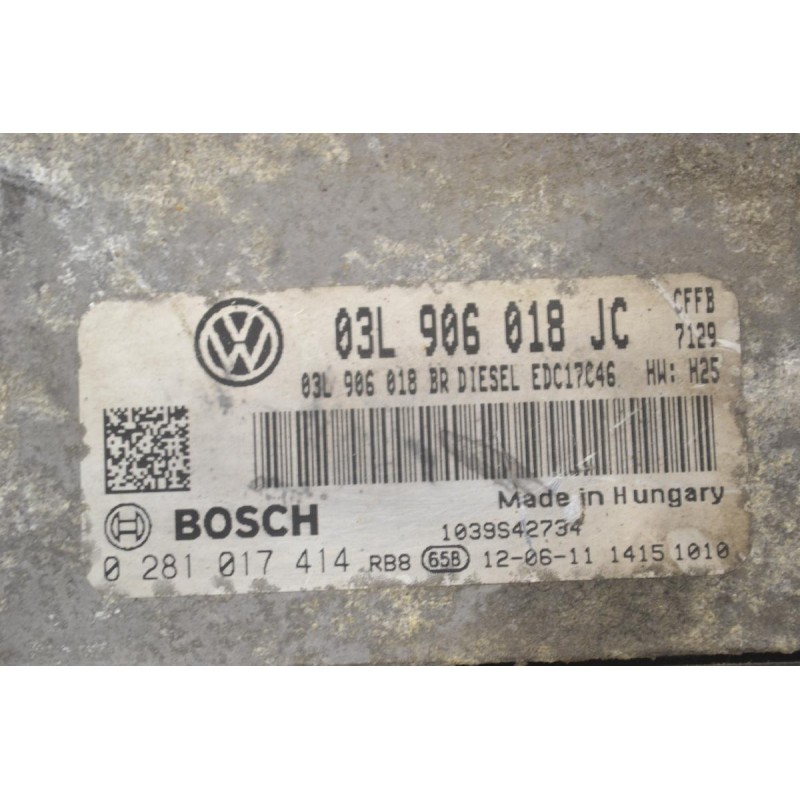 03L 906 018 JC
CFFB
7129
03L 906 018 BR DIESEL EDC17C46 HW: H25
Made in Hungary
BOSCH
1039S42734
0 281 017 414 RB8 65B 12-06-11 1415 1010